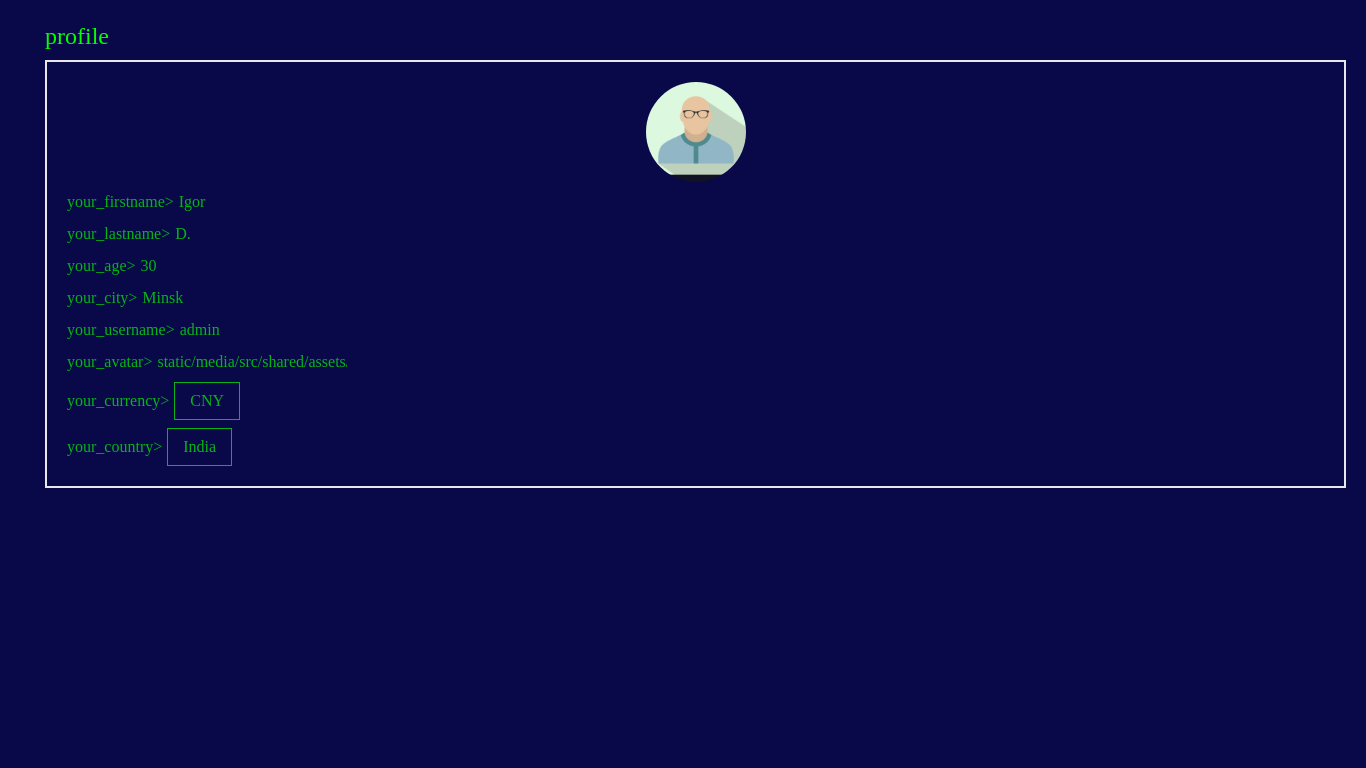 profile
your_firstname> Igor
your_lastname> D.
your_age> 30
your_city> Minsk
your_username> admin
your_avatar> static/media/src/shared/assets
your_currency> CNY
your_country> India